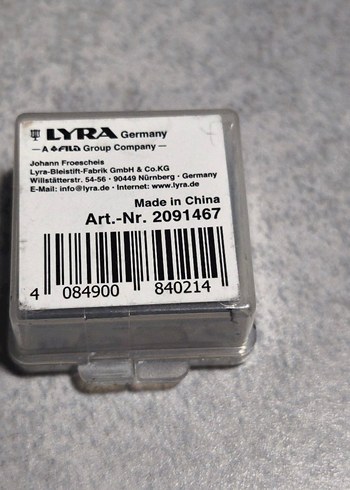 LYRA Germany
— A FILA Group Company —
Johann Froescheis
Lyra-Bleistift-Fabrik GmbH & Co.KG
Willstätterstr. 54-56 · 90449 Nürnberg · Germany
E-Mail: info@lyra.de · Internet: www.lyra.de
Made in China
Art.-Nr. 2091467
4 084900 840214